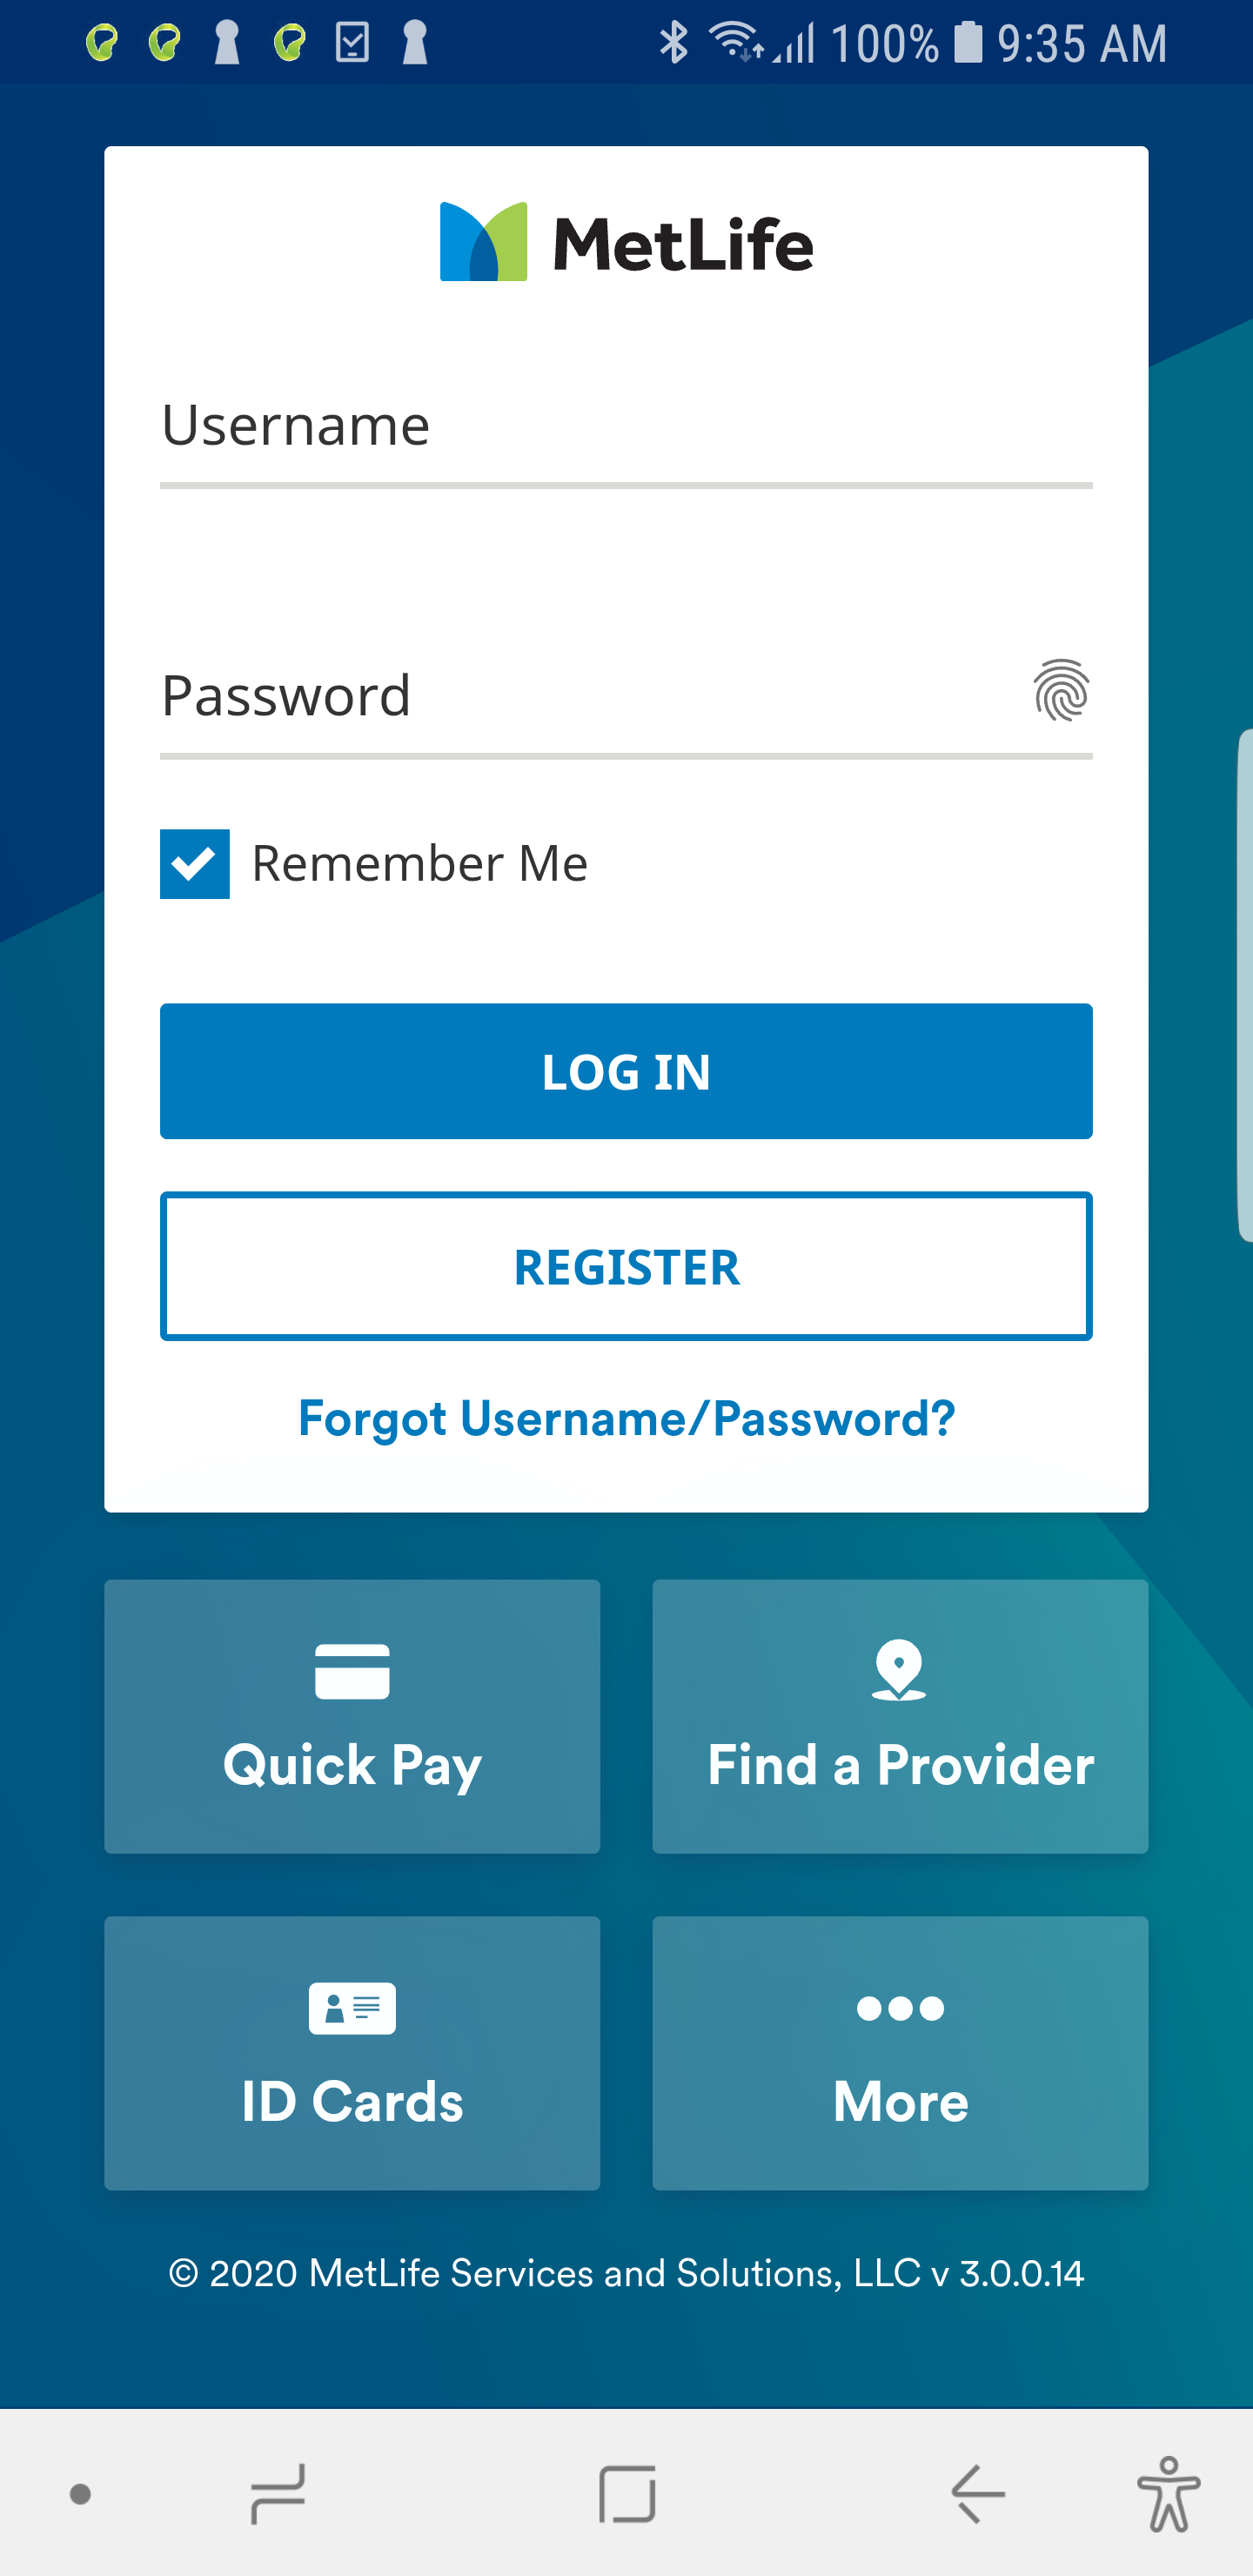 100% 9:35 AM
MetLife
Username
Password
Remember Me
LOG IN
REGISTER
Forgot Username/Password?
Quick Pay
Find a Provider
ID Cards
More
© 2020 MetLife Services and Solutions, LLC v 3.0.0.14